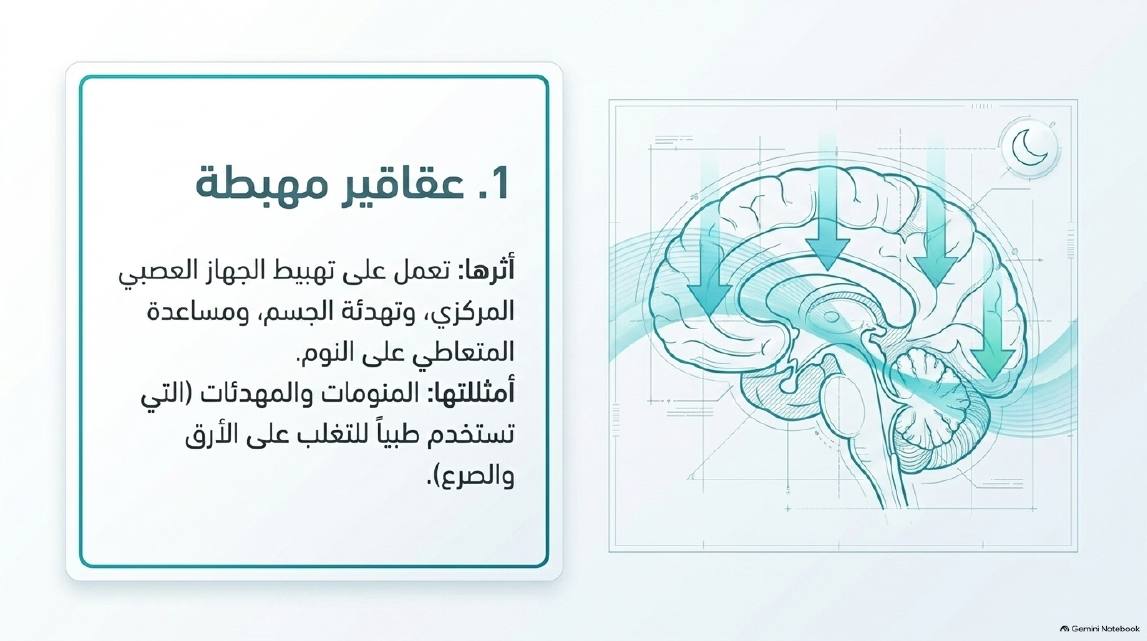 1. عقاقير مهبطة
أثرها: تعمل على تهبيط الجهاز العصبي
المركزي، وتهدئة الجسم، ومساعدة
المتعاطي على النوم.
أمثللتها: المنومات والمهدئات (التي
تستخدم طبياً للتغلب على الأرق
والصرع).
Gemini Notebook